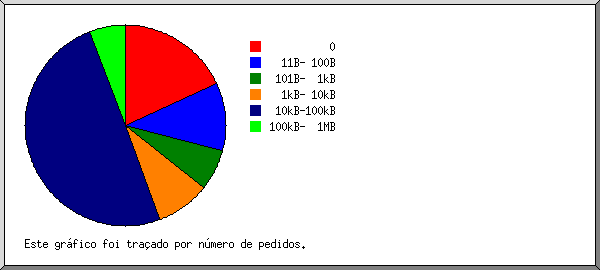 0
11B- 100B
101B- 1kB
1kB- 10kB
10kB-100kB
100kB- 1MB
Este gráfico foi traçado por número de pedidos.